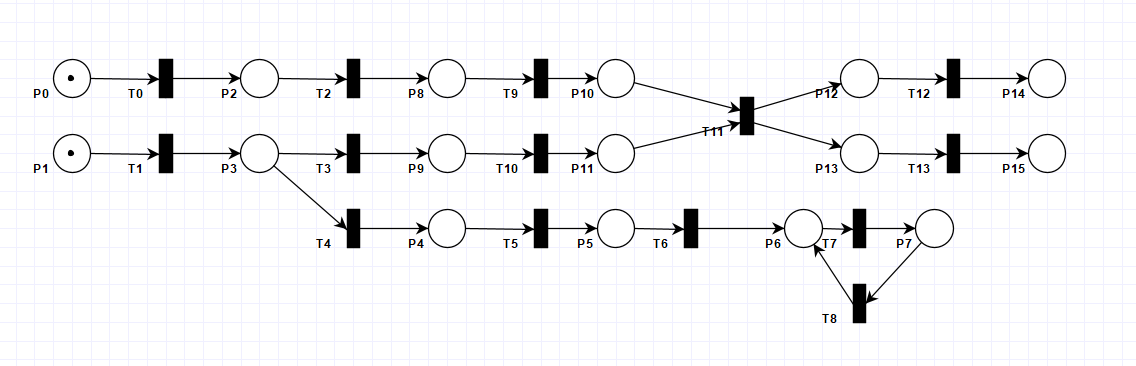 P0 T0 P2 T2 P8 T9 P10 P12 T12 P14
T11
P1 T1 P3 T3 P9 T10 P11 P13 T13 P15
T4 P4 T5 P5 T6 P6 T7 P7
T8